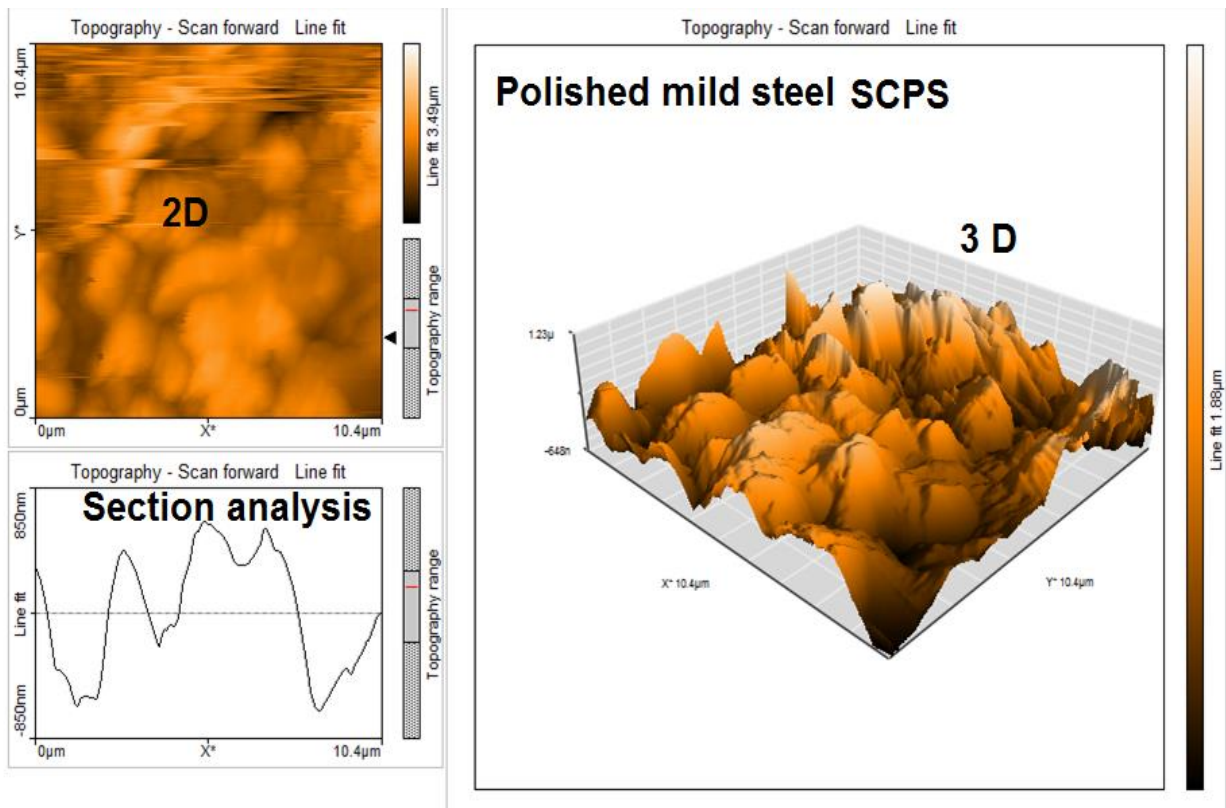 Topography - Scan forward Line fit
10.4µm
Y*
0µm
2D
0µm X* 10.4µm
Line fit 3.49µm
Topography range
Topography - Scan forward Line fit
Section analysis
850nm
Line fit
-850nm
0µm X* 10.4µm
Topography range
Topography - Scan forward Line fit
Polished mild steel SCPS
3 D
1.23µ
-648n
X* 10.4µm
Y* 10.4µm
Line fit 1.88µm